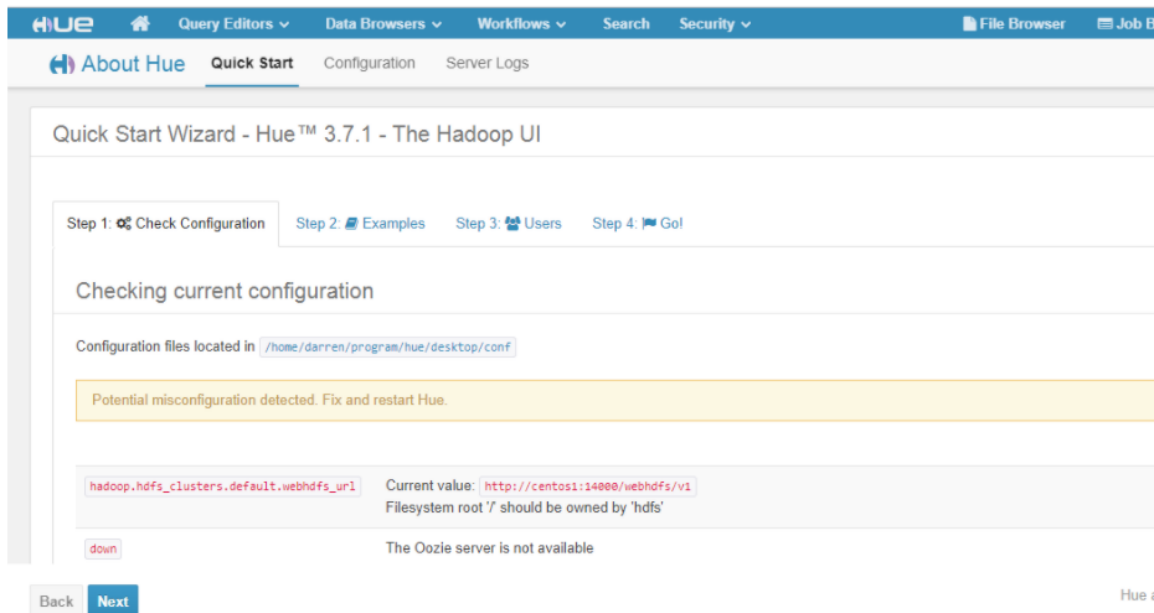 HUE Query Editors Data Browsers Workflows Search Security File Browser Job B
About Hue Quick Start Configuration Server Logs
Quick Start Wizard - Hue™ 3.7.1 - The Hadoop UI
Step 1: Check Configuration Step 2: Examples Step 3: Users Step 4: Go!
Checking current configuration
Configuration files located in /home/darren/program/hue/desktop/conf
Potential misconfiguration detected. Fix and restart Hue.
hadoop.hdfs_clusters.default.webhdfs_url Current value: http://centos1:14000/webhdfs/v1
Filesystem root '/' should be owned by 'hdfs'
down The Oozie server is not available
Back Next Hue a